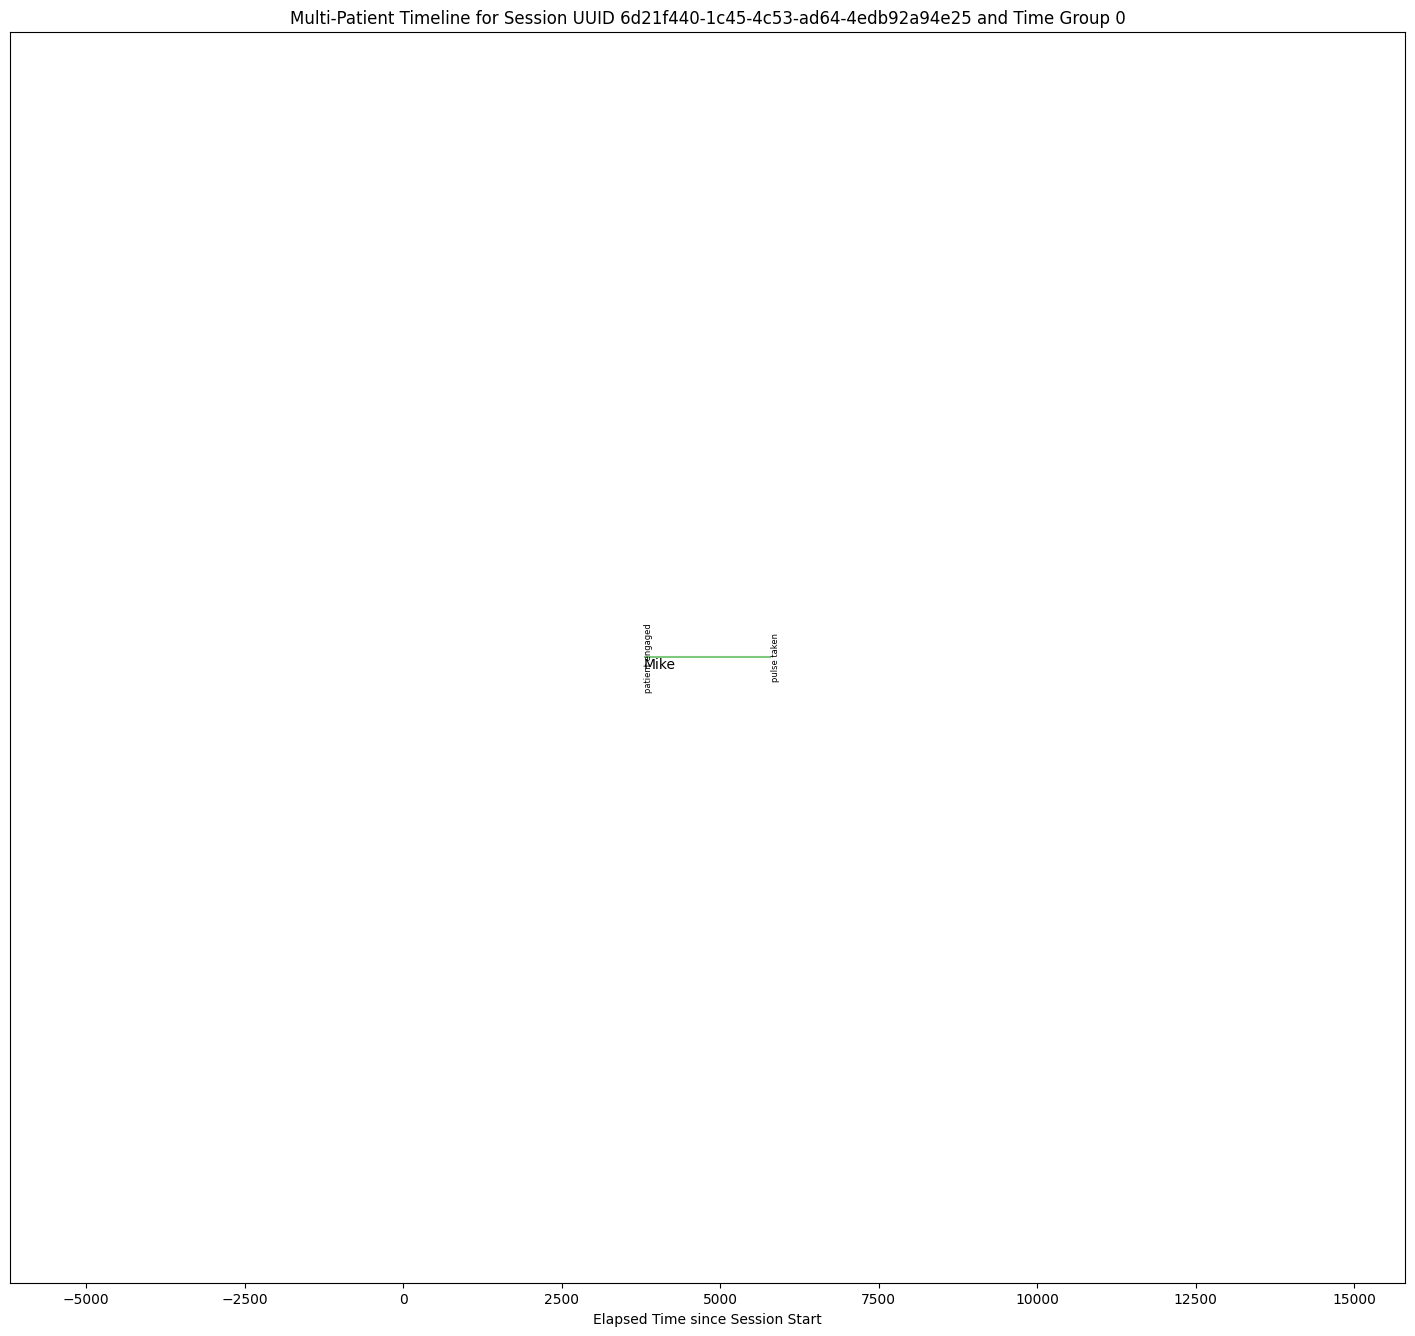 Multi-Patient Timeline for Session UUID 6d21f440-1c45-4c53-ad64-4edb92a94e25 and Time Group 0
patient engaged
Mike
pulse taken
−5000 −2500 0 2500 5000 7500 10000 12500 15000
Elapsed Time since Session Start